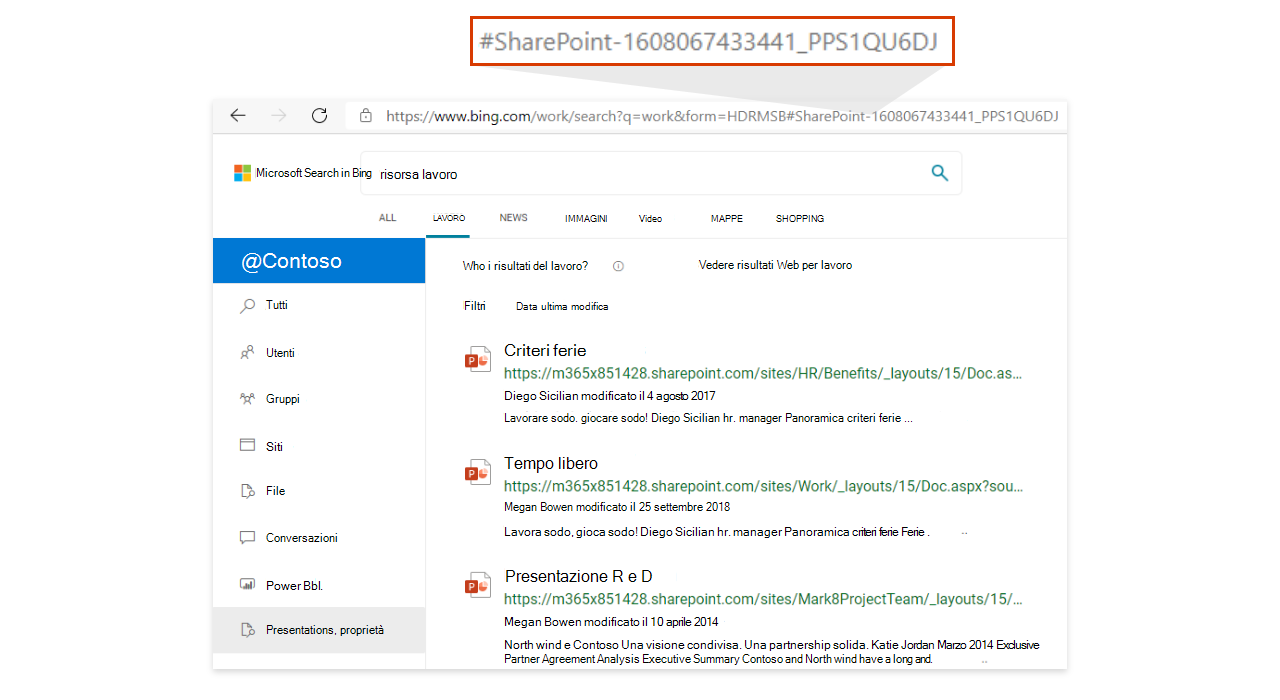 #SharePoint-1608067433441_PPS1QU6DJ
https://www.bing.com/work/search?q=work&form=HDRMSB#SharePoint-1608067433441_PPS1QU6DJ
Microsoft Search in Bing
risorsa lavoro
ALL LAVORO NEWS IMMAGINI Video MAPPE SHOPPING
@Contoso
Tutti
Utenti
Gruppi
Siti
File
Conversazioni
Power Bbl.
Presentations, proprietà
Who i risultati del lavoro? Vedere risultati Web per lavoro
Filtri Data ultima modifica
Criteri ferie
https://m365x851428.sharepoint.com/sites/HR/Benefits/_layouts/15/Doc.as...
Diego Sicilian modificato il 4 agosto 2017
Lavorare sodo. giocare sodo! Diego Sicilian hr. manager Panoramica criteri ferie ...
Tempo libero
https://m365x851428.sharepoint.com/sites/Work/_layouts/15/Doc.aspx?sou...
Megan Bowen modificato il 25 settembre 2018
Lavora sodo, gioca sodo! Diego Sicilian hr. manager Panoramica criteri ferie Ferie . ..
Presentazione R e D
https://m365x851428.sharepoint.com/sites/Mark8ProjectTeam/_layouts/15/...
Megan Bowen modificato il 10 aprile 2014
North wind e Contoso Una visione condivisa. Una partnership solida. Katie Jordan Marzo 2014 Exclusive
Partner Agreement Analysis Executive Summary Contoso and North wind have a long and. ..